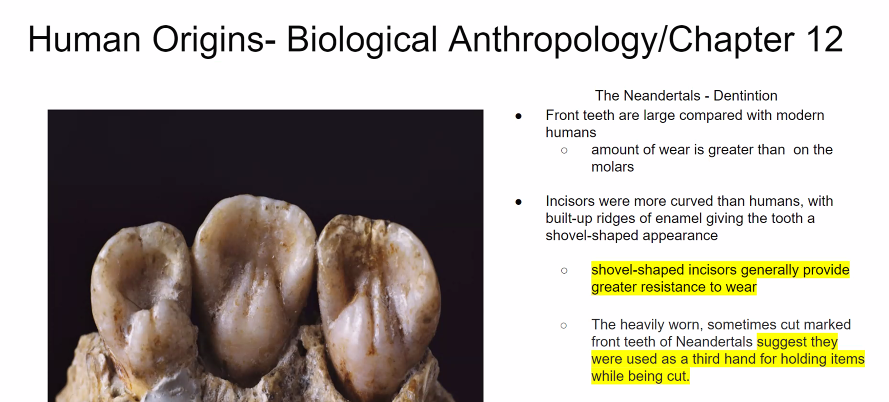 Human Origins- Biological Anthropology/Chapter 12
The Neandertals - Dentintion
● Front teeth are large compared with modern
humans
○ amount of wear is greater than on the
molars
● Incisors were more curved than humans, with
built-up ridges of enamel giving the tooth a
shovel-shaped appearance
○ shovel-shaped incisors generally provide
greater resistance to wear
○ The heavily worn, sometimes cut marked
front teeth of Neandertals suggest they
were used as a third hand for holding items
while being cut.